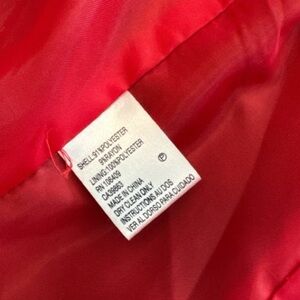 SHELL:91%POLYESTER
9%RAYON
LINING:100%POLYESTER
RN 106409
CA39863
MADE IN CHINA
DRY CLEAN ONLY
INSTRUCTIONS AU DOS
VER AL DORSO PARA CUIDADO
P